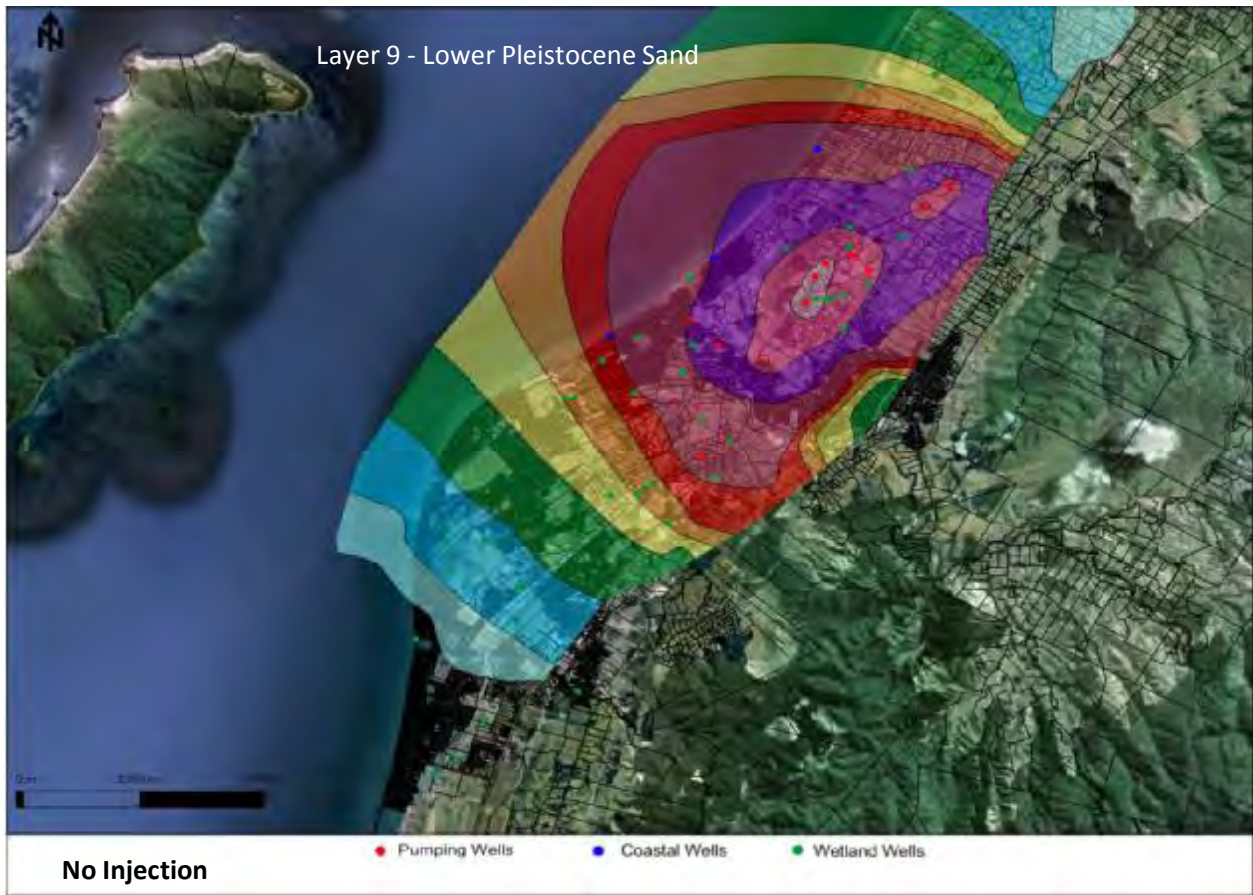 N
Layer 9 - Lower Pleistocene Sand
Pumping Wells
Coastal Wells
Wetland Wells
No Injection